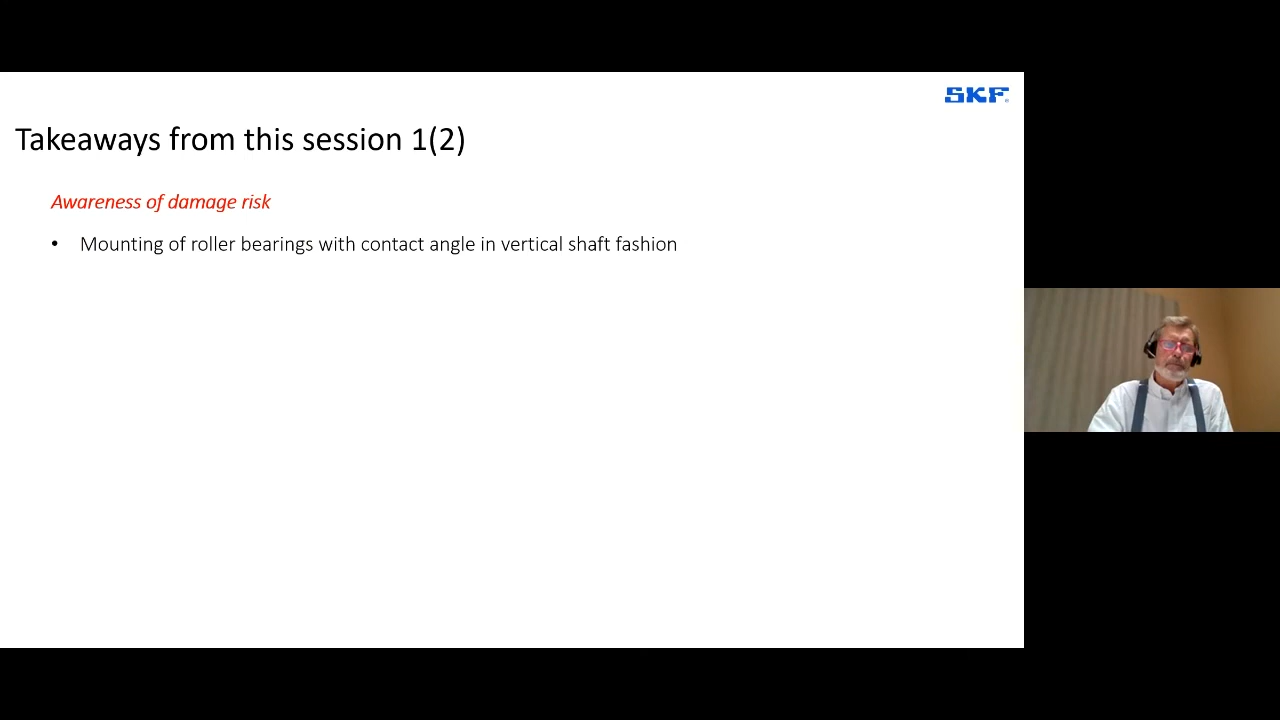 SKF
Takeaways from this session 1(2)
Awareness of damage risk
• Mounting of roller bearings with contact angle in vertical shaft fashion